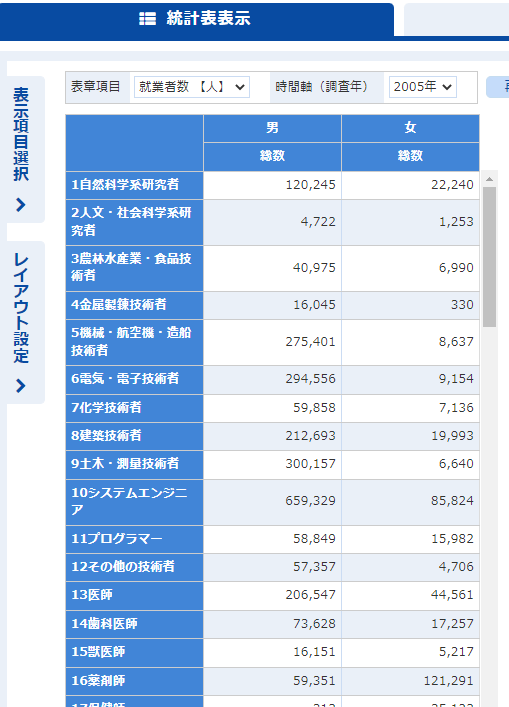 統計表表示
表示項目選択
レイアウト設定
表章項目 就業者数 【人】 時間軸（調査年） 2005年
男 女
総数 総数
1自然科学系研究者 120,245 22,240
2人文・社会科学系研
究者 4,722 1,253
3農林水産業・食品技
術者 40,975 6,990
4金属製錬技術者 16,045 330
5機械・航空機・造船
技術者 275,401 8,637
6電気・電子技術者 294,556 9,154
7化学技術者 59,858 7,136
8建築技術者 212,693 19,993
9土木・測量技術者 300,157 6,640
10システムエンジニ
ア 659,329 85,824
11プログラマー 58,849 15,982
12その他の技術者 57,357 4,706
13医師 206,547 44,561
14歯科医師 73,628 17,257
15獣医師 16,151 5,217
16薬剤師 59,351 121,291